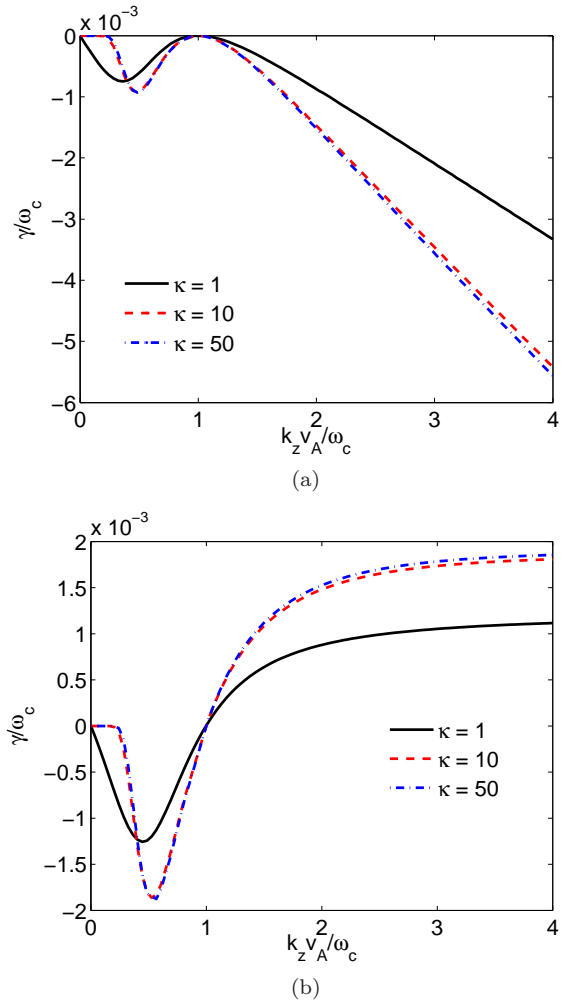 x 10⁻³
0
−1
−2
−3
−4
−5
−6
γ/ω_c
κ = 1
κ = 10
κ = 50
0 1 2 3 4
k_z v_A/ω_c
(a)
x 10⁻³
2
1.5
1
0.5
0
−0.5
−1
−1.5
−2
γ/ω_c
κ = 1
κ = 10
κ = 50
0 1 2 3 4
k_z v_A/ω_c
(b)